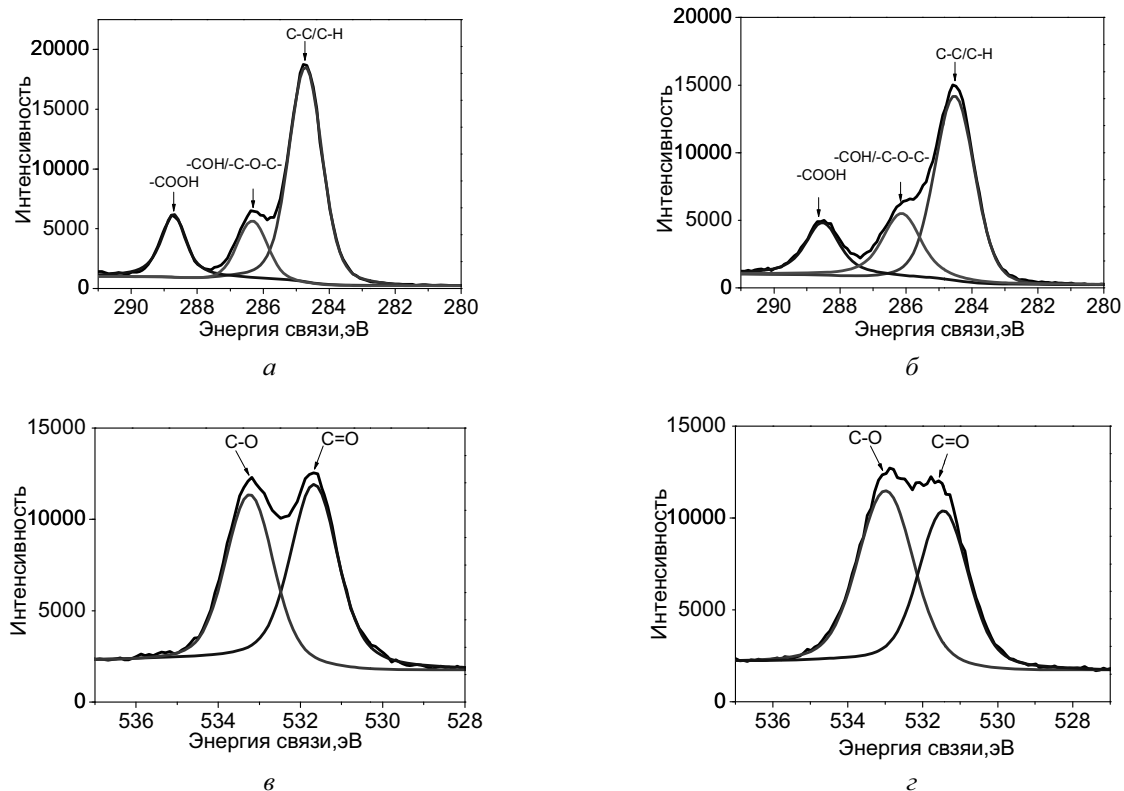 20000
15000
10000
5000
0
Интенсивность
C-C/C-H
-COH/-C-O-C-
-COOH
290 288 286 284 282 280
Энергия связи,эВ
а
20000
15000
10000
5000
0
Интенсивность
C-C/C-H
-COH/-C-O-C-
-COOH
290 288 286 284 282 280
Энергия связи,эВ
б
15000
10000
5000
0
Интенсивность
C-O C=O
536 534 532 530 528
Энергия связи,эВ
в
15000
10000
5000
0
Интенсивность
C-O C=O
536 534 532 530 528
Энергия свзяи,эВ
г